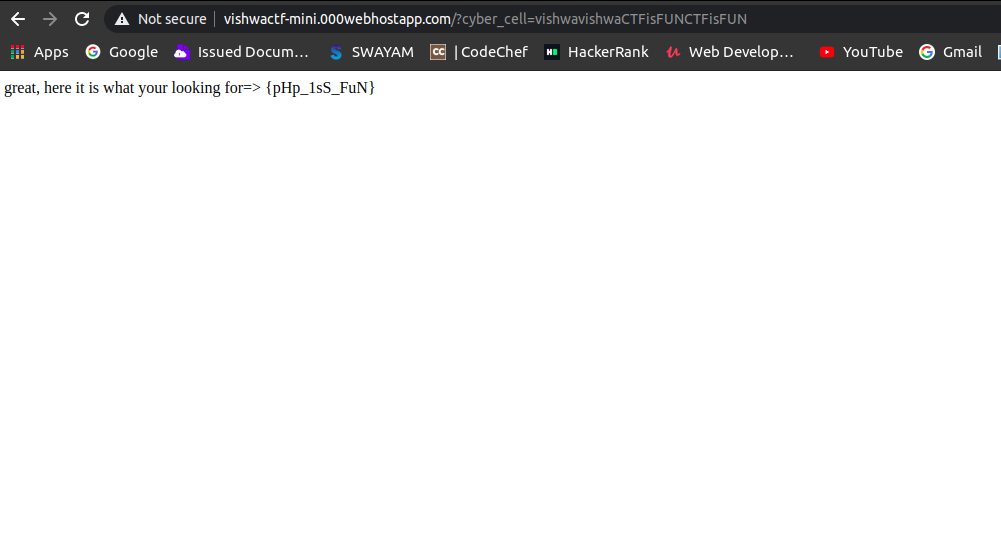 Not secure | vishwactf-mini.000webhostapp.com/?cyber_cell=vishwavishwaCTFisFUNCTFisFUN
Apps Google Issued Docum... SWAYAM CC | CodeChef H HackerRank Web Develop... YouTube Gmail
great, here it is what your looking for=> {pHp_1sS_FuN}